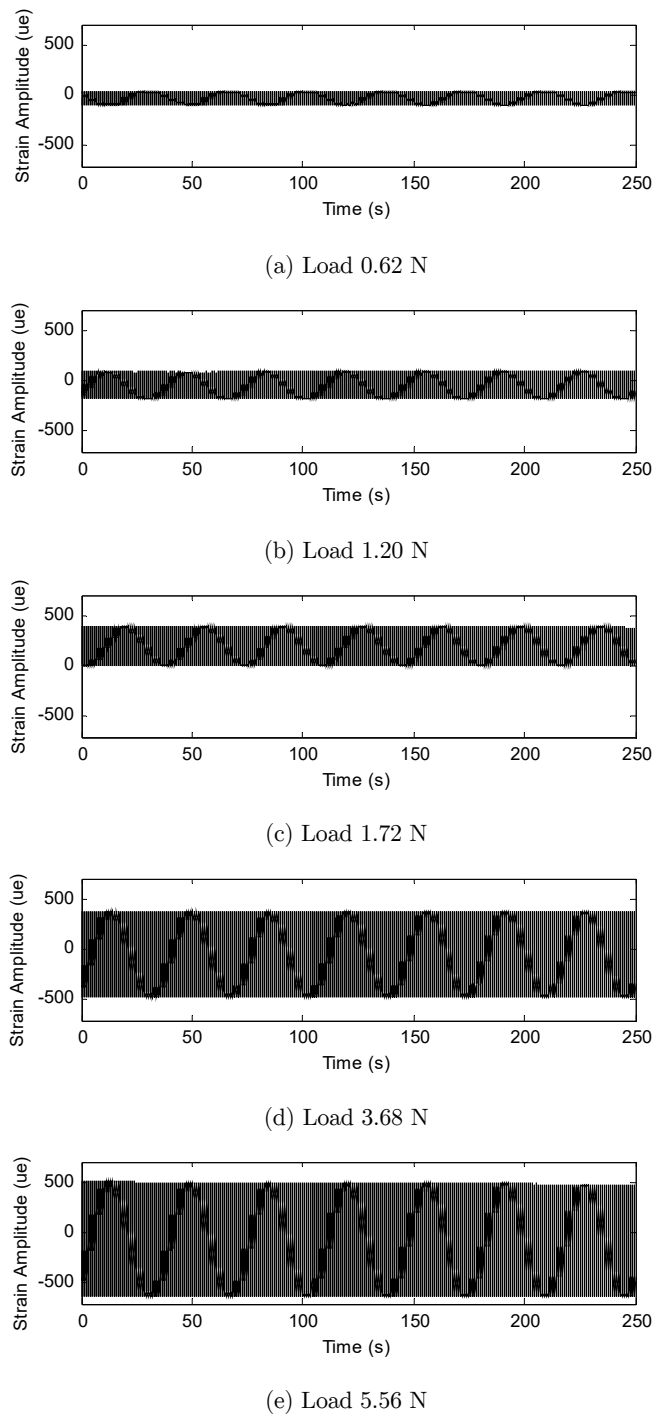 500
0
-500
Strain Amplitude (ue)
0 50 100 150 200 250
Time (s)
(a) Load 0.62 N
500
0
-500
Strain Amplitude (ue)
0 50 100 150 200 250
Time (s)
(b) Load 1.20 N
500
0
-500
Strain Amplitude (ue)
0 50 100 150 200 250
Time (s)
(c) Load 1.72 N
500
0
-500
Strain Amplitude (ue)
0 50 100 150 200 250
Time (s)
(d) Load 3.68 N
500
0
-500
Strain Amplitude (ue)
0 50 100 150 200 250
Time (s)
(e) Load 5.56 N